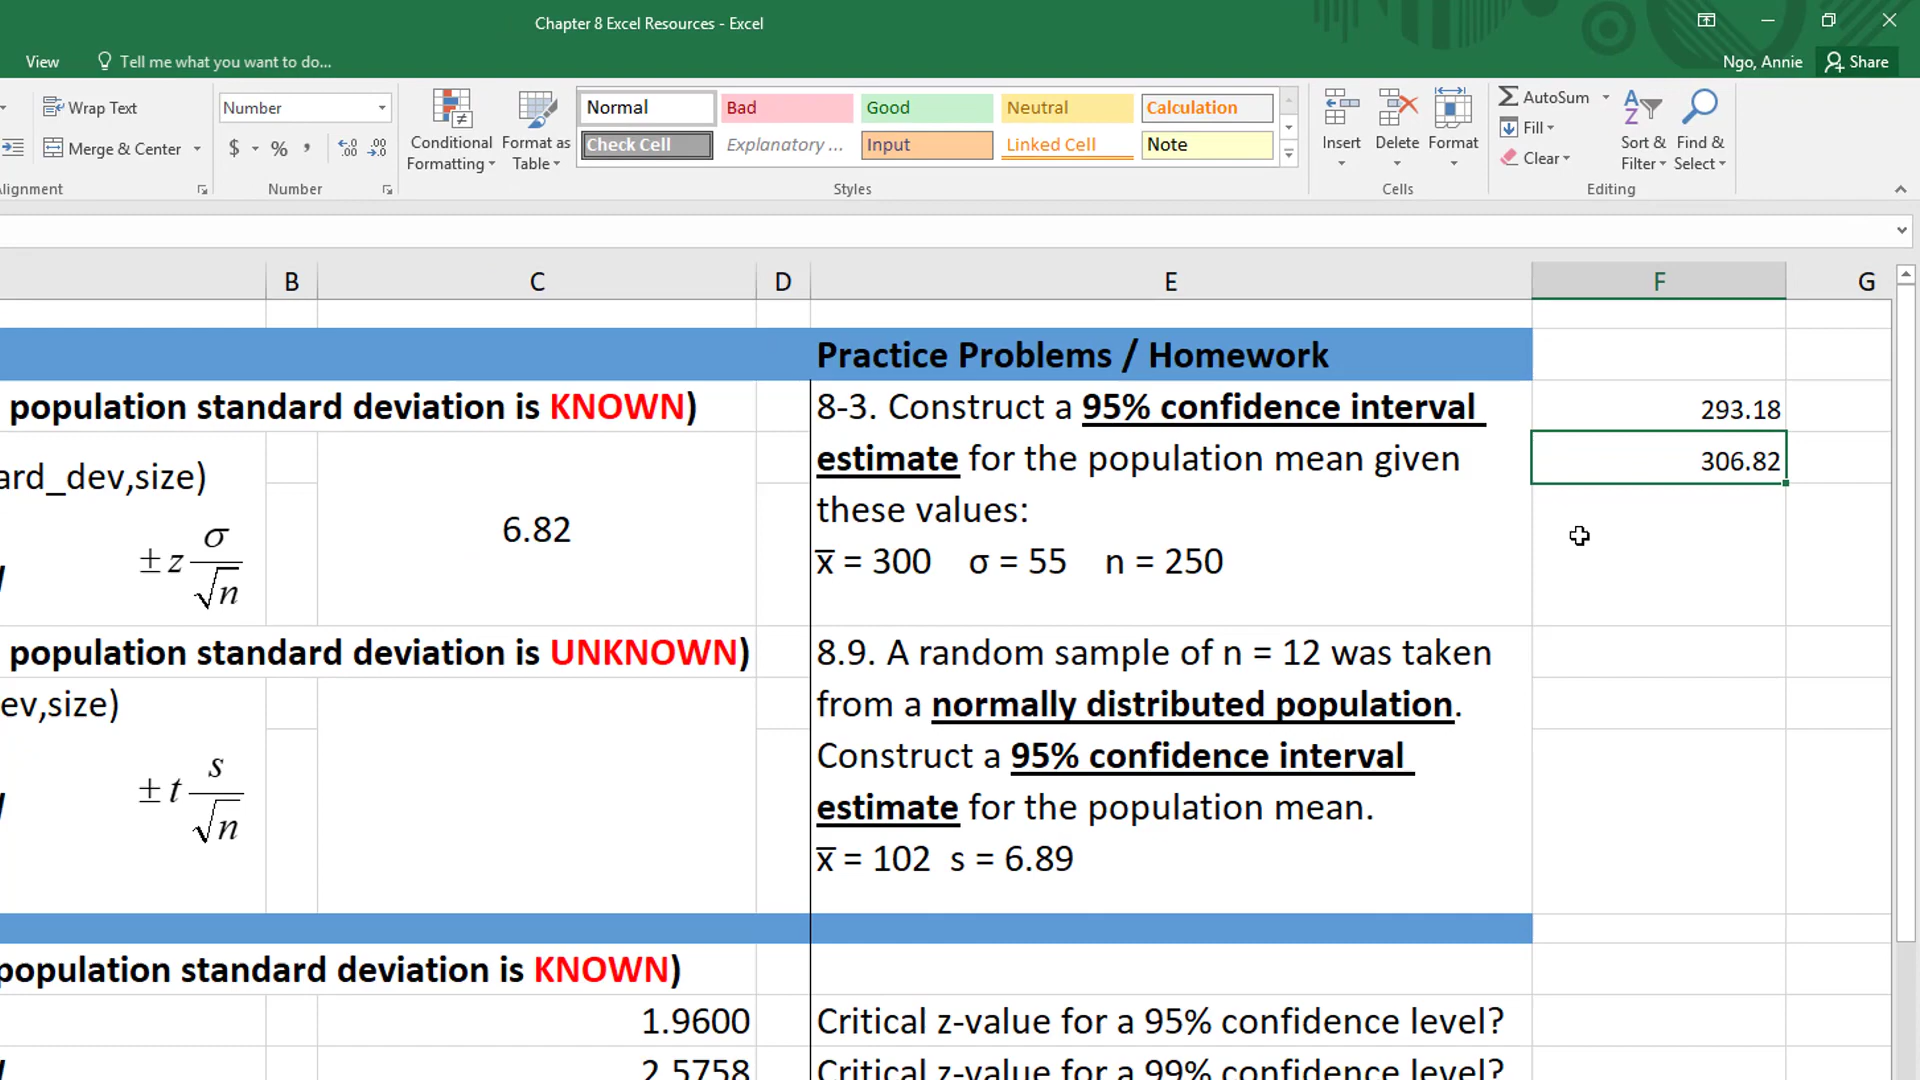 Chapter 8 Excel Resources - Excel
View Tell me what you want to do... Ngo, Annie Share
Wrap Text Number Normal Bad Good Neutral Calculation AutoSum
Fill
Merge & Center $ % , Conditional Formatting Format as Table Check Cell Explanatory ... Input Linked Cell Note Insert Delete Format Clear Sort & Filter Find & Select
Number Styles Cells Editing
B C D E F G
Practice Problems / Homework
population standard deviation is KNOWN) 8-3. Construct a 95% confidence interval 293.18
estimate for the population mean given 306.82
ard_dev,size) these values:
± z σ / √n 6.82 x̅ = 300 σ = 55 n = 250
population standard deviation is UNKNOWN) 8.9. A random sample of n = 12 was taken
ev,size) from a normally distributed population.
Construct a 95% confidence interval
± t s / √n estimate for the population mean.
x̅ = 102 s = 6.89
population standard deviation is KNOWN)
1.9600 Critical z-value for a 95% confidence level?
2.5758 Critical z-value for a 99% confidence level?